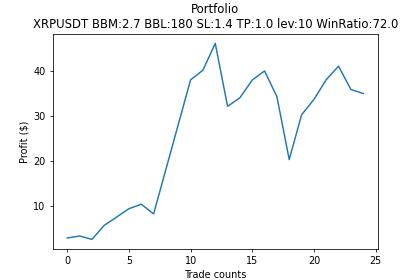 Portfolio
XRPUSDT BBM:2.7 BBL:180 SL:1.4 TP:1.0 lev:10 WinRatio:72.0
40
30
20
10
Profit ($)
0 5 10 15 20 25
Trade counts